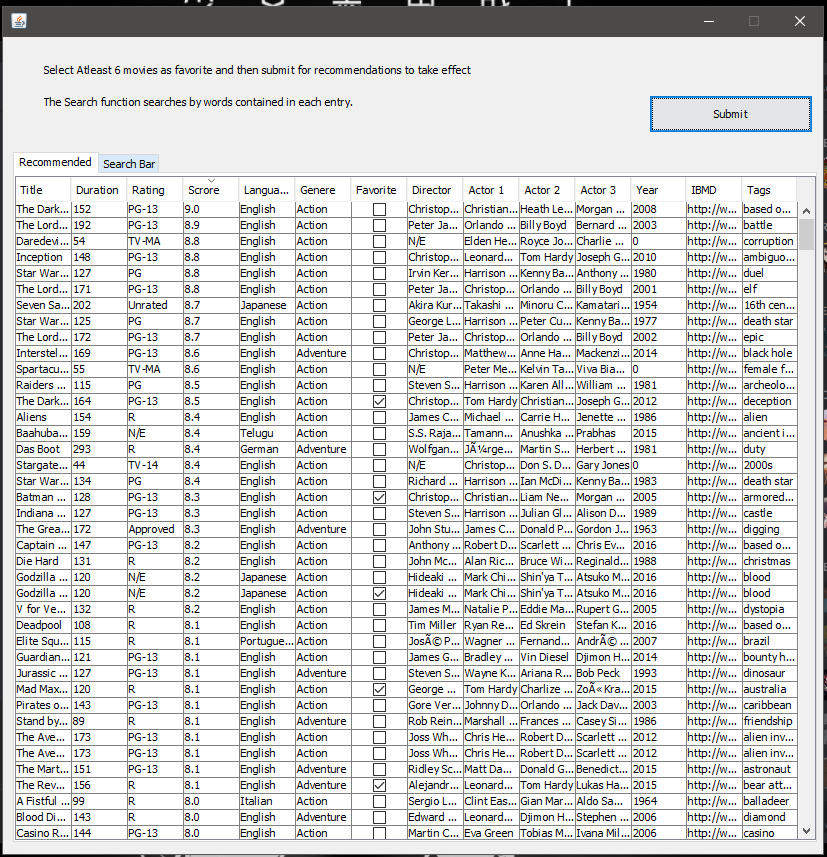 Select Atleast 6 movies as favorite and then submit for recommendations to take effect
The Search function searches by words contained in each entry.
Submit
Recommended Search Bar
Title Duration Rating Scrore Langua... Genere Favorite Director Actor 1 Actor 2 Actor 3 Year IBMD Tags
The Dark... 152 PG-13 9.0 English Action Christop... Christian... Heath Le... Morgan ... 2008 http://w... based o...
The Lord... 192 PG-13 8.9 English Action Peter Ja... Orlando ... Billy Boyd Bernard ... 2003 http://w... battle
Daredevi... 54 TV-MA 8.8 English Action N/E Elden He... Royce Jo... Charlie ... 0 http://w... corruption
Inception 148 PG-13 8.8 English Action Christop... Leonard... Tom Hardy Joseph G... 2010 http://w... ambiguo...
Star War... 127 PG 8.8 English Action Irvin Ker... Harrison ... Kenny Ba... Anthony ... 1980 http://w... duel
The Lord... 171 PG-13 8.8 English Action Peter Ja... Christop... Orlando ... Billy Boyd 2001 http://w... elf
Seven Sa... 202 Unrated 8.7 Japanese Action Akira Kur... Takashi ... Minoru C... Kamatari... 1954 http://w... 16th cen...
Star War... 125 PG 8.7 English Action George L... Harrison ... Peter Cu... Kenny Ba... 1977 http://w... death star
The Lord... 172 PG-13 8.7 English Action Peter Ja... Christop... Orlando ... Billy Boyd 2002 http://w... epic
Interstel... 169 PG-13 8.6 English Adventure Christop... Matthew... Anne Ha... Mackenzi... 2014 http://w... black hole
Spartacu... 55 TV-MA 8.6 English Action N/E Peter Me... Kelvin Ta... Viva Bia... 0 http://w... female f...
Raiders ... 115 PG 8.5 English Action Steven S... Harrison ... Karen All... William ... 1981 http://w... archeolo...
The Dark... 164 PG-13 8.5 English Action Christop... Tom Hardy Christian... Joseph G... 2012 http://w... deception
Aliens 154 R 8.4 English Action James C... Michael ... Carrie H... Jenette ... 1986 http://w... alien
Baahuba... 159 N/E 8.4 Telugu Action S.S. Raja... Tamann... Anushka ... Prabhas 2015 http://w... ancient i...
Das Boot 293 R 8.4 German Adventure Wolfgan... JÃ¼rge... Martin S... Herbert ... 1981 http://w... duty
Stargate... 44 TV-14 8.4 English Action N/E Christop... Don S. D... Gary Jones 0 http://w... 2000s
Star War... 134 PG 8.4 English Action Richard ... Harrison ... Ian McDi... Kenny Ba... 1983 http://w... death star
Batman ... 128 PG-13 8.3 English Action Christop... Christian... Liam Ne... Morgan ... 2005 http://w... armored...
Indiana ... 127 PG-13 8.3 English Action Steven S... Harrison ... Julian Gl... Alison D... 1989 http://w... castle
The Grea... 172 Approved 8.3 English Adventure John Stu... James C... Donald P... Gordon J... 1963 http://w... digging
Captain ... 147 PG-13 8.2 English Action Anthony ... Robert D... Scarlett ... Chris Ev... 2016 http://w... based o...
Die Hard 131 R 8.2 English Action John Mc... Alan Ric... Bruce Wi... Reginald... 1988 http://w... christmas
Godzilla ... 120 N/E 8.2 Japanese Action Hideaki ... Mark Chi... Shin'ya T... Atsuko M... 2016 http://w... blood
Godzilla ... 120 N/E 8.2 Japanese Action Hideaki ... Mark Chi... Shin'ya T... Atsuko M... 2016 http://w... blood
V for Ve... 132 R 8.2 English Action James M... Natalie P... Eddie Ma... Rupert G... 2005 http://w... dystopia
Deadpool 108 R 8.1 English Action Tim Miller Ryan Re... Ed Skrein Stefan K... 2016 http://w... based o...
Elite Squ... 115 R 8.1 Portugue... Action JosÃ© P... Wagner ... Fernand... AndrÃ© ... 2007 http://w... brazil
Guardian... 121 PG-13 8.1 English Action James G... Bradley ... Vin Diesel Djimon H... 2014 http://w... bounty h...
Jurassic ... 127 PG-13 8.1 English Adventure Steven S... Wayne K... Ariana R... Bob Peck 1993 http://w... dinosaur
Mad Max... 120 R 8.1 English Action George ... Tom Hardy Charlize ... ZoÃ«Kra... 2015 http://w... australia
Pirates o... 143 PG-13 8.1 English Action Gore Ver... Johnny D... Orlando ... Jack Dav... 2003 http://w... caribbean
Stand by... 89 R 8.1 English Adventure Rob Rein... Marshall ... Frances ... Casey Si... 1986 http://w... friendship
The Ave... 173 PG-13 8.1 English Action Joss Wh... Chris He... Robert D... Scarlett ... 2012 http://w... alien inv...
The Ave... 173 PG-13 8.1 English Action Joss Wh... Chris He... Robert D... Scarlett ... 2012 http://w... alien inv...
The Mart... 151 PG-13 8.1 English Adventure Ridley Sc... Matt Da... Donald G... Benedict... 2015 http://w... astronaut
The Rev... 156 R 8.1 English Adventure Alejandr... Leonard... Tom Hardy Lukas Ha... 2015 http://w... bear att...
A Fistful ... 99 R 8.0 Italian Action Sergio L... Clint Eas... Gian Mar... Aldo Sa... 1964 http://w... balladeer
Blood Di... 143 R 8.0 English Adventure Edward ... Leonard... Djimon H... Stephen ... 2006 http://w... diamond
Casino R... 144 PG-13 8.0 English Action Martin C... Eva Green Tobias M... Ivana Mil... 2006 http://w... casino